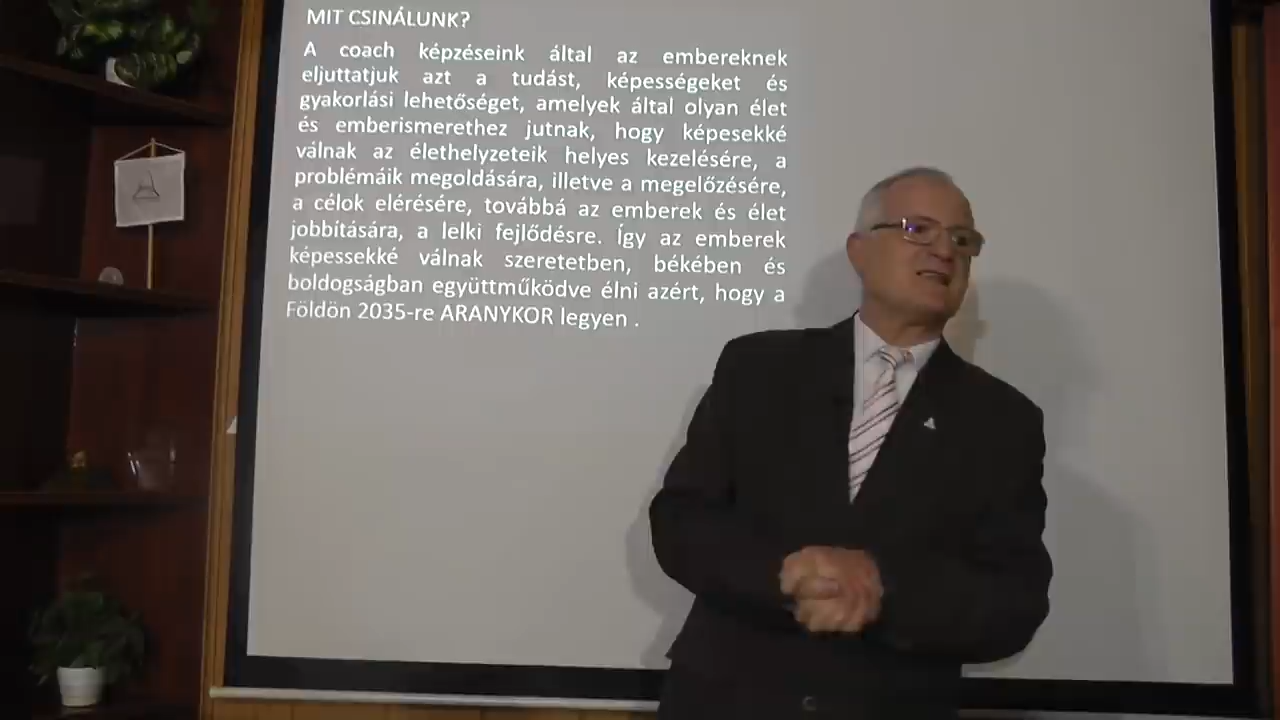 MIT CSINÁLUNK?
A coach képzéseink által az embereknek
eljuttatjuk azt a tudást, képességeket és
gyakorlási lehetőséget, amelyek által olyan élet
és emberismerethez jutnak, hogy képesekké
válnak az élethelyzeteik helyes kezelésére, a
problémáik megoldására, illetve a megelőzésére,
a célok elérésére, továbbá az emberek és élet
jobbítására, a lelki fejlődésre. Így az emberek
képessekké válnak szeretetben, békében és
boldogságban együttműködve élni azért, hogy a
Földön 2035-re ARANYKOR legyen .